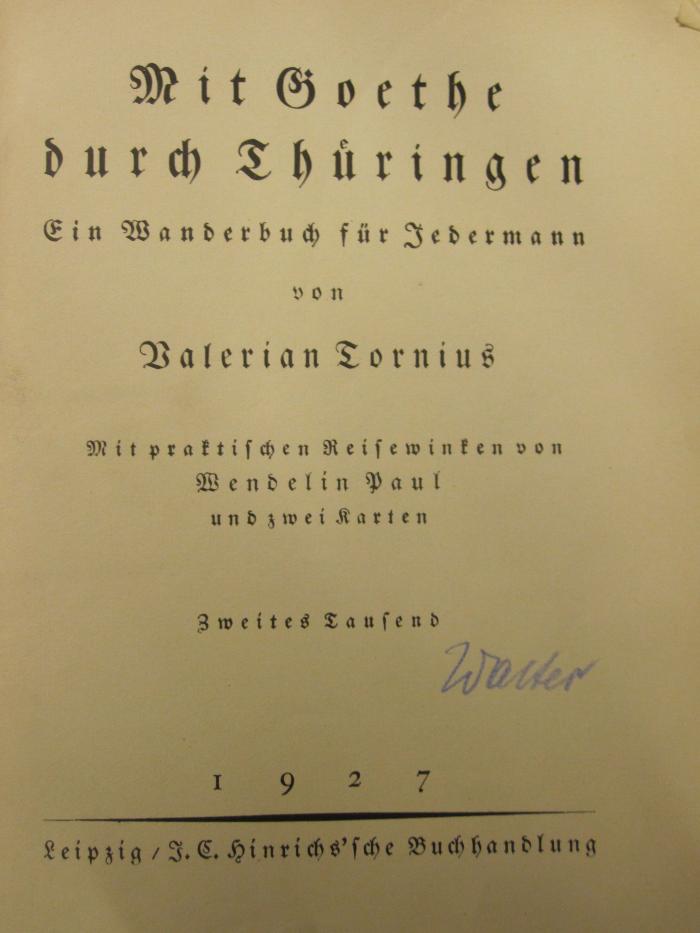 Mit Goethe
durch Thüringen
Ein Wanderbuch für Jedermann
von
Valerian Tornius
Mit praktiſchen Reiſewinken von
Wendelin Paul
und zwei Karten
Zweites Tauſend
Walter
1927
Leipzig / J. C. Hinrichs'ſche Buchhandlung